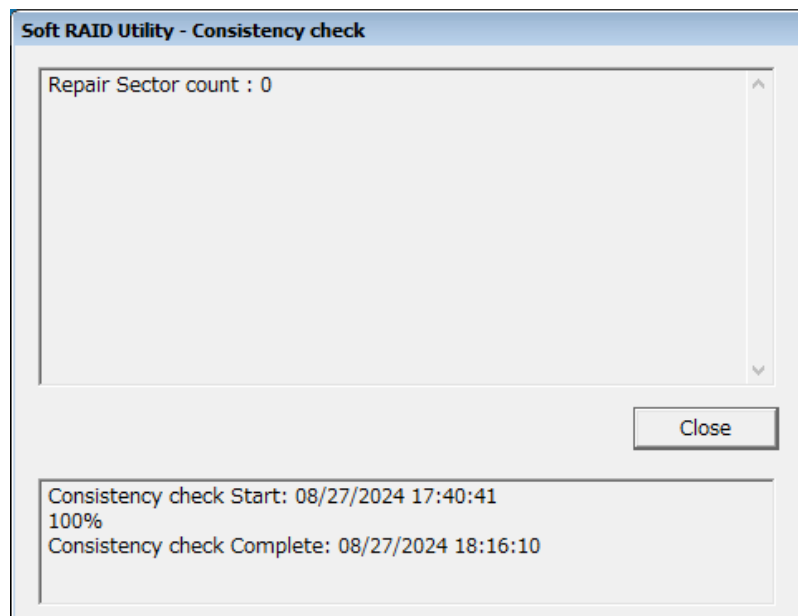 Soft RAID Utility - Consistency check
Repair Sector count : 0
Close
Consistency check Start: 08/27/2024 17:40:41
100%
Consistency check Complete: 08/27/2024 18:16:10